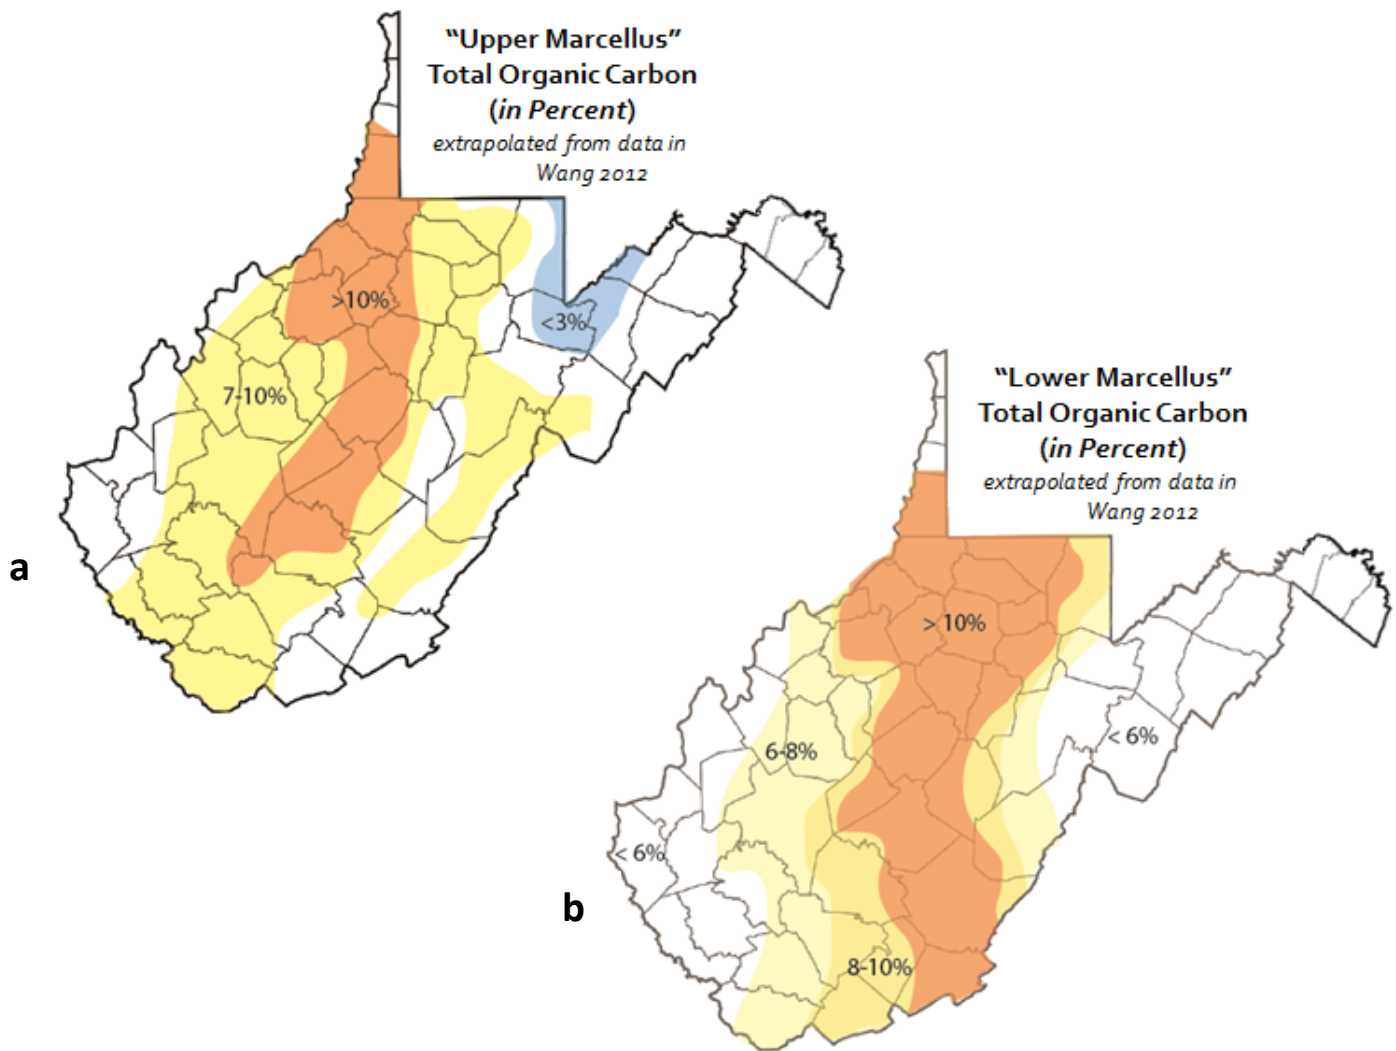 “Upper Marcellus”
Total Organic Carbon
(in Percent)
extrapolated from data in
Wang 2012
>10%
<3%
7-10%
a
“Lower Marcellus”
Total Organic Carbon
(in Percent)
extrapolated from data in
Wang 2012
> 10%
< 6%
6-8%
< 6%
8-10%
b